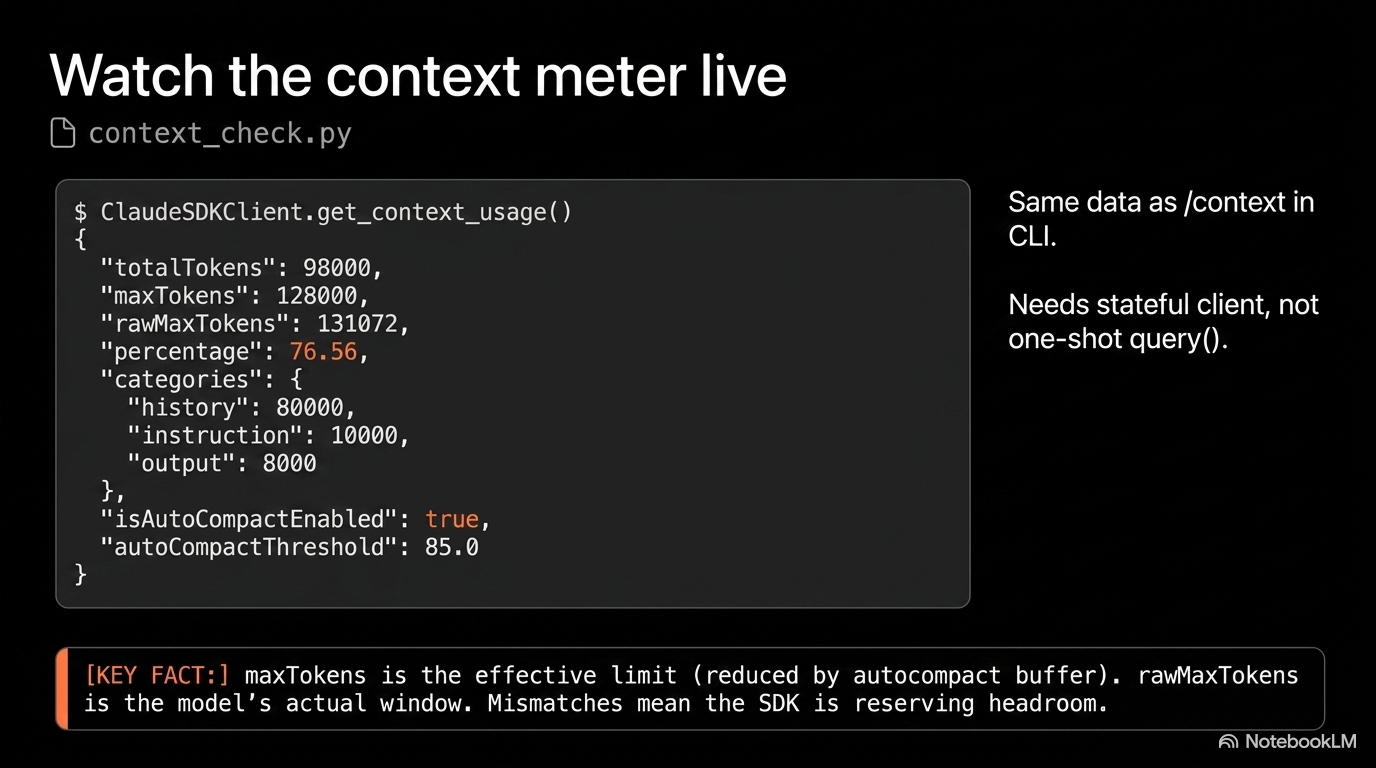 Watch the context meter live
context_check.py
$ ClaudeSDKClient.get_context_usage()
{
  "totalTokens": 98000,
  "maxTokens": 128000,
  "rawMaxTokens": 131072,
  "percentage": 76.56,
  "categories": {
    "history": 80000,
    "instruction": 10000,
    "output": 8000
  },
  "isAutoCompactEnabled": true,
  "autoCompactThreshold": 85.0
}
Same data as /context in
CLI.
Needs stateful client, not
one-shot query().
[KEY FACT:] maxTokens is the effective limit (reduced by autocompact buffer). rawMaxTokens
is the model’s actual window. Mismatches mean the SDK is reserving headroom.
NotebookLM